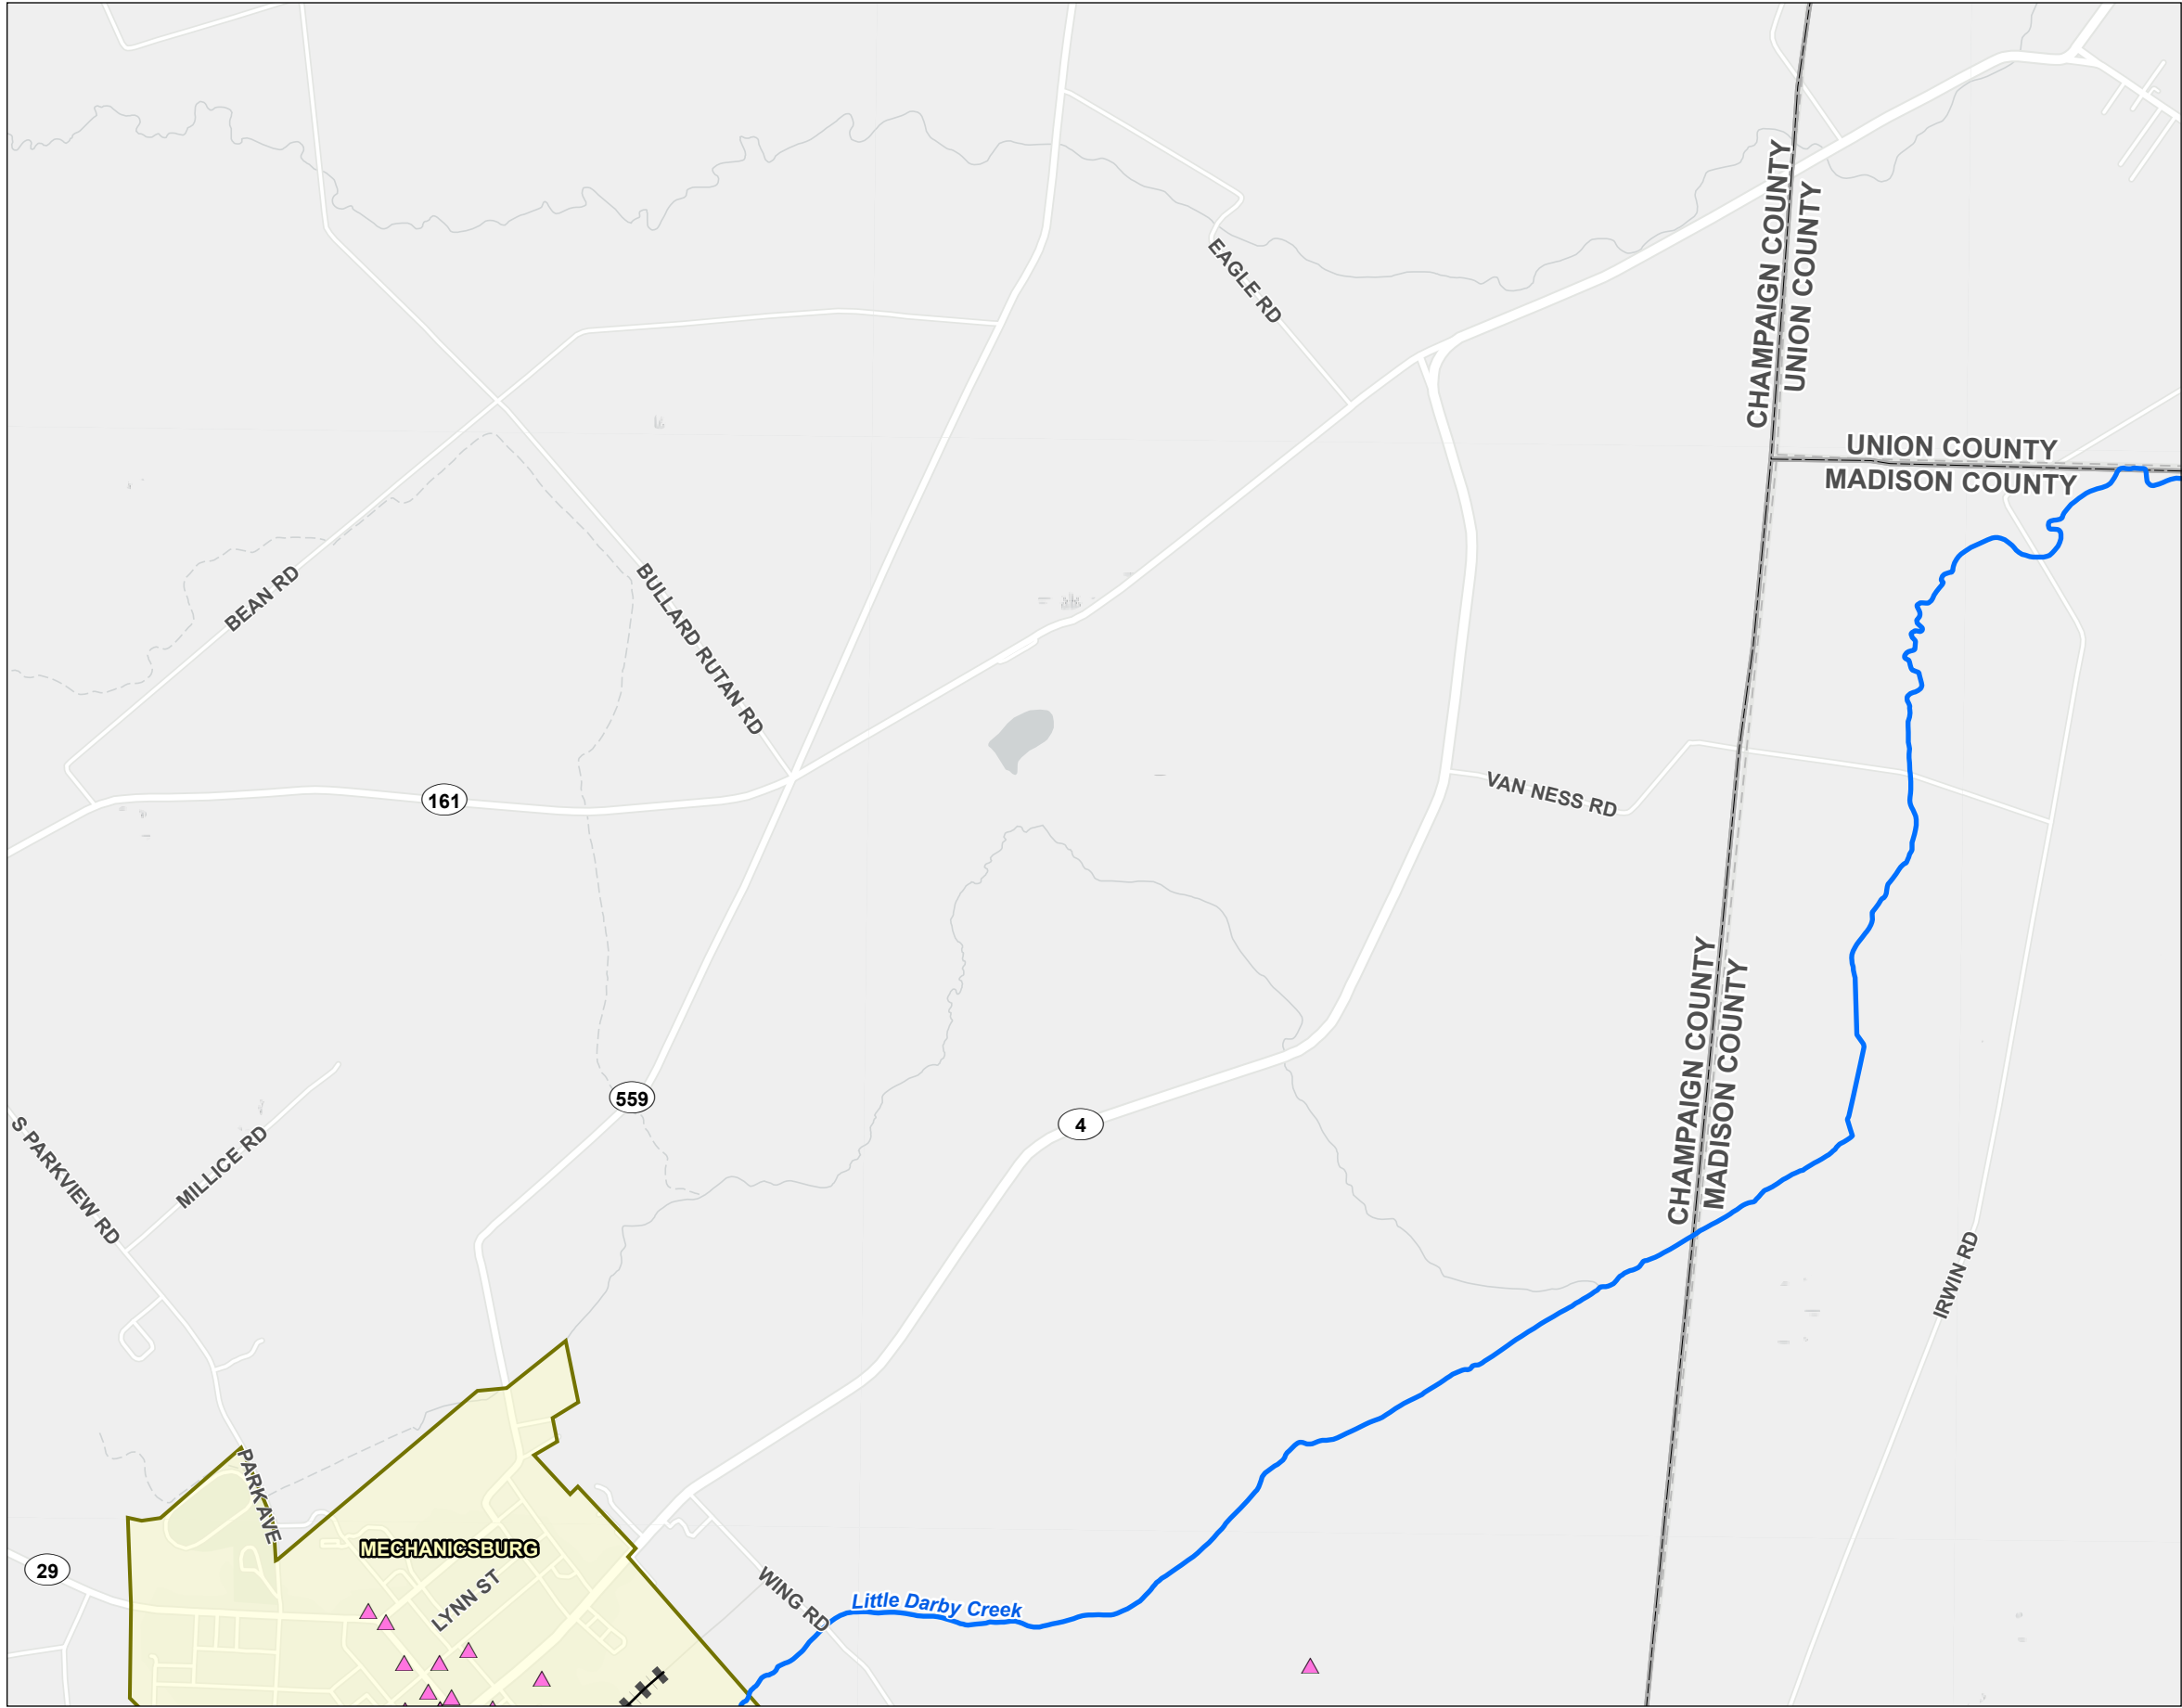 CHAMPAIGN COUNTY
UNION COUNTY
EAGLE RD
UNION COUNTY
MADISON COUNTY
BEAN RD
BULLARD RUTAN RD
161
VAN NESS RD
559
4
CHAMPAIGN COUNTY
MADISON COUNTY
S PARKVIEW RD
MILLICE RD
IRWIN RD
PARK AVE
MECHANICSBURG
29
LYNN ST
WING RD
Little Darby Creek